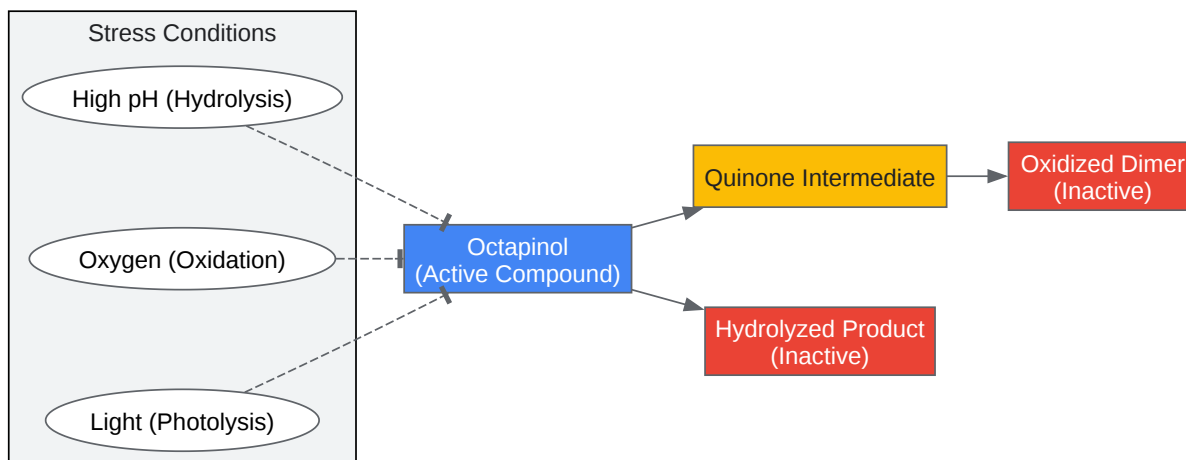 Stress Conditions
High pH (Hydrolysis)
Oxygen (Oxidation)
Light (Photolysis)
Octapinol
(Active Compound)
Quinone Intermediate
Oxidized Dimer
(Inactive)
Hydrolyzed Product
(Inactive)